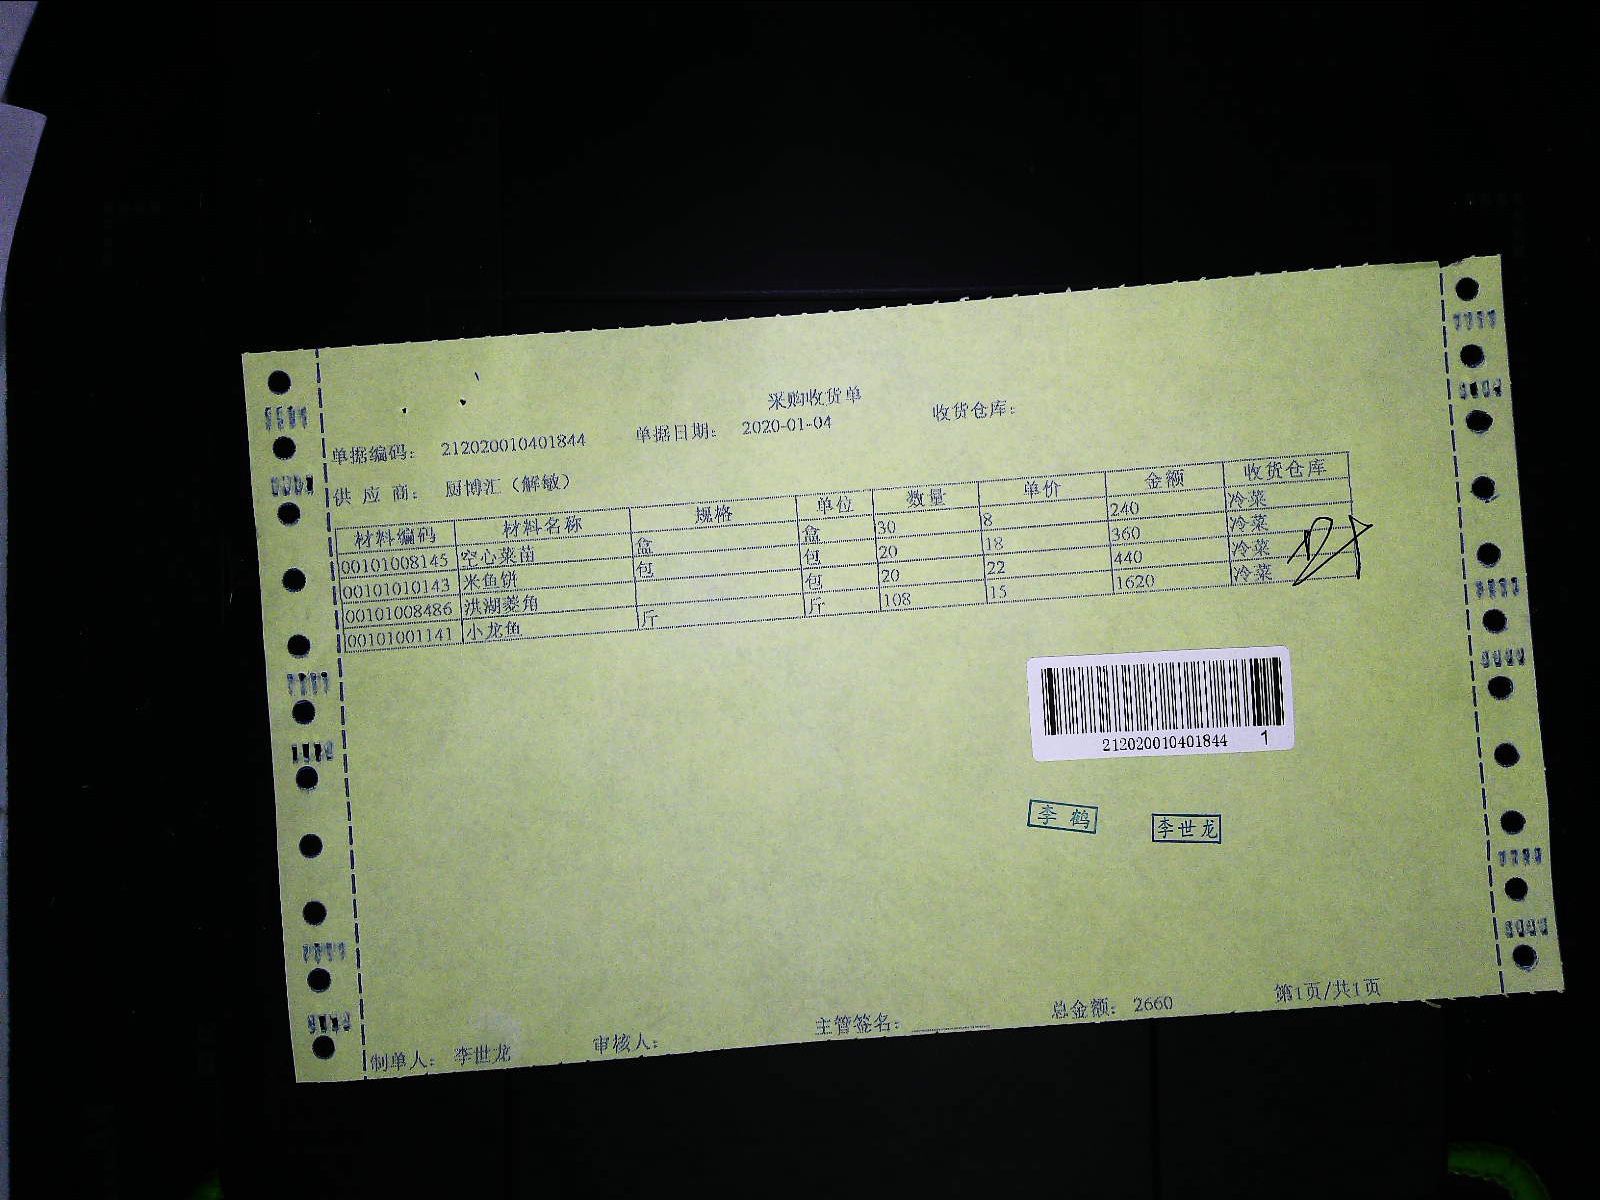 采购收货单
单据编码： 212020010401844 单据日期： 2020-01-04 收货仓库：
供应商： 厨博汇（解敏）
材料编码 材料名称 规格 单位 数量 单价 金额 收货仓库
00101008145 空心菜苗 盒 盒 30 8 240 冷菜
00101010143 米鱼饼 包 包 20 18 360 冷菜
00101008486 洪湖菱角 包 20 22 440 冷菜
00101001141 小龙鱼 斤 斤 108 15 1620 冷菜
212020010401844 1
李鹤 李世龙
制单人： 李世龙 审核人： 主管签名： 总金额： 2660 第1页/共1页